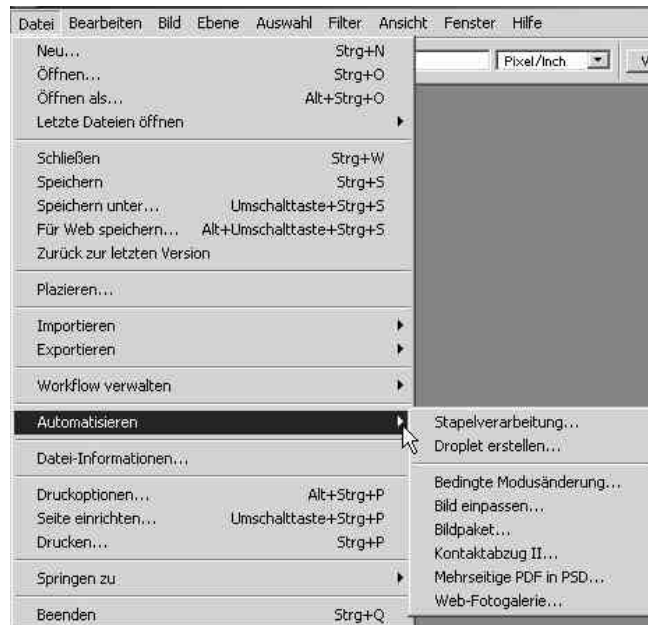 Datei Bearbeiten Bild Ebene Auswahl Filter Ansicht Fenster Hilfe
Pixel/Inch
Neu... Strg+N
Öffnen... Strg+O
Öffnen als... Alt+Strg+O
Letzte Dateien öffnen
Schließen Strg+W
Speichern Strg+S
Speichern unter... Umschalttaste+Strg+S
Für Web speichern... Alt+Umschalttaste+Strg+S
Zurück zur letzten Version
Plazieren...
Importieren
Exportieren
Workflow verwalten
Automatisieren
Datei-Informationen...
Druckoptionen... Alt+Strg+P
Seite einrichten... Umschalttaste+Strg+P
Drucken... Strg+P
Springen zu
Beenden Strg+Q
Stapelverarbeitung...
Droplet erstellen...
Bedingte Modusänderung...
Bild einpassen...
Bildpaket...
Kontaktabzug II...
Mehrseitige PDF in PSD...
Web-Fotogalerie...